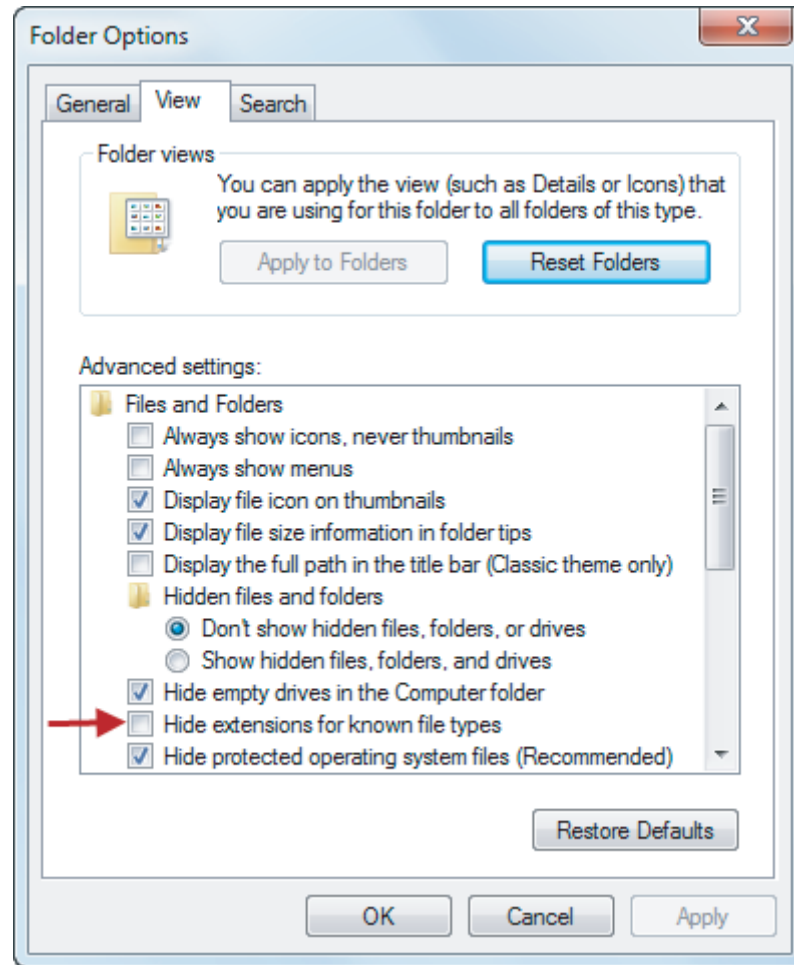 Folder Options
General
View
Search
Folder views
You can apply the view (such as Details or Icons) that
you are using for this folder to all folders of this type.
Apply to Folders
Reset Folders
Advanced settings:
Files and Folders
Always show icons, never thumbnails
Always show menus
Display file icon on thumbnails
Display file size information in folder tips
Display the full path in the title bar (Classic theme only)
Hidden files and folders
Don't show hidden files, folders, or drives
Show hidden files, folders, and drives
Hide empty drives in the Computer folder
Hide extensions for known file types
Hide protected operating system files (Recommended)
Restore Defaults
OK
Cancel
Apply